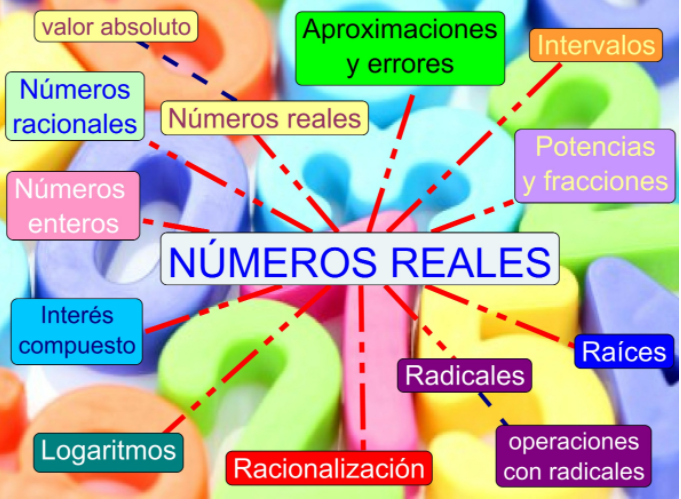 valor absoluto
Aproximaciones
y errores
Intervalos
Números
racionales
Números reales
Potencias
y fracciones
Números
enteros
NÚMEROS REALES
Interés
compuesto
Raíces
Radicales
Logaritmos
Racionalización
operaciones
con radicales